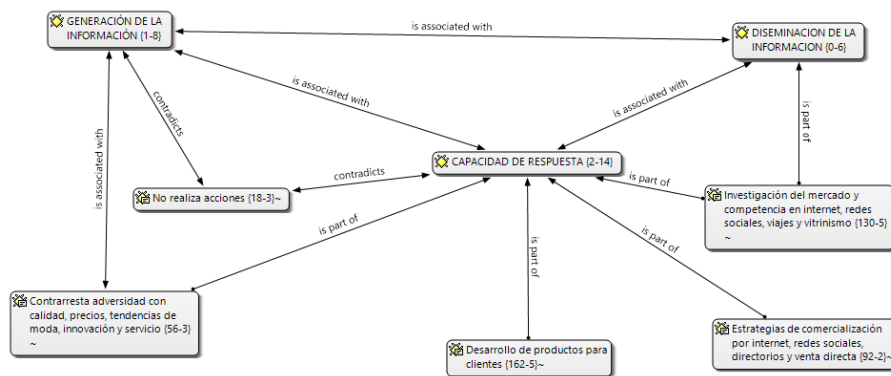 GENERACIÓN DE LA
INFORMACIÓN {1-8}
is associated with
DISEMINACION DE LA
INFORMACION {0-6}
is associated with
is associated with
contradicts
is associated with
is part of
CAPACIDAD DE RESPUESTA {2-14}
contradicts
No realiza acciones {18-3}~
is part of
Investigación del mercado y
competencia en internet, redes
sociales, viajes y vitrinismo {130-5}
~
is part of
is part of
is part of
Contrarresta adversidad con
calidad, precios, tendencias de
moda, innovación y servicio {56-3}
~
Desarrollo de productos para
clientes {162-5}~
Estrategias de comercialización
por internet, redes sociales,
directorios y venta directa {92-2}~